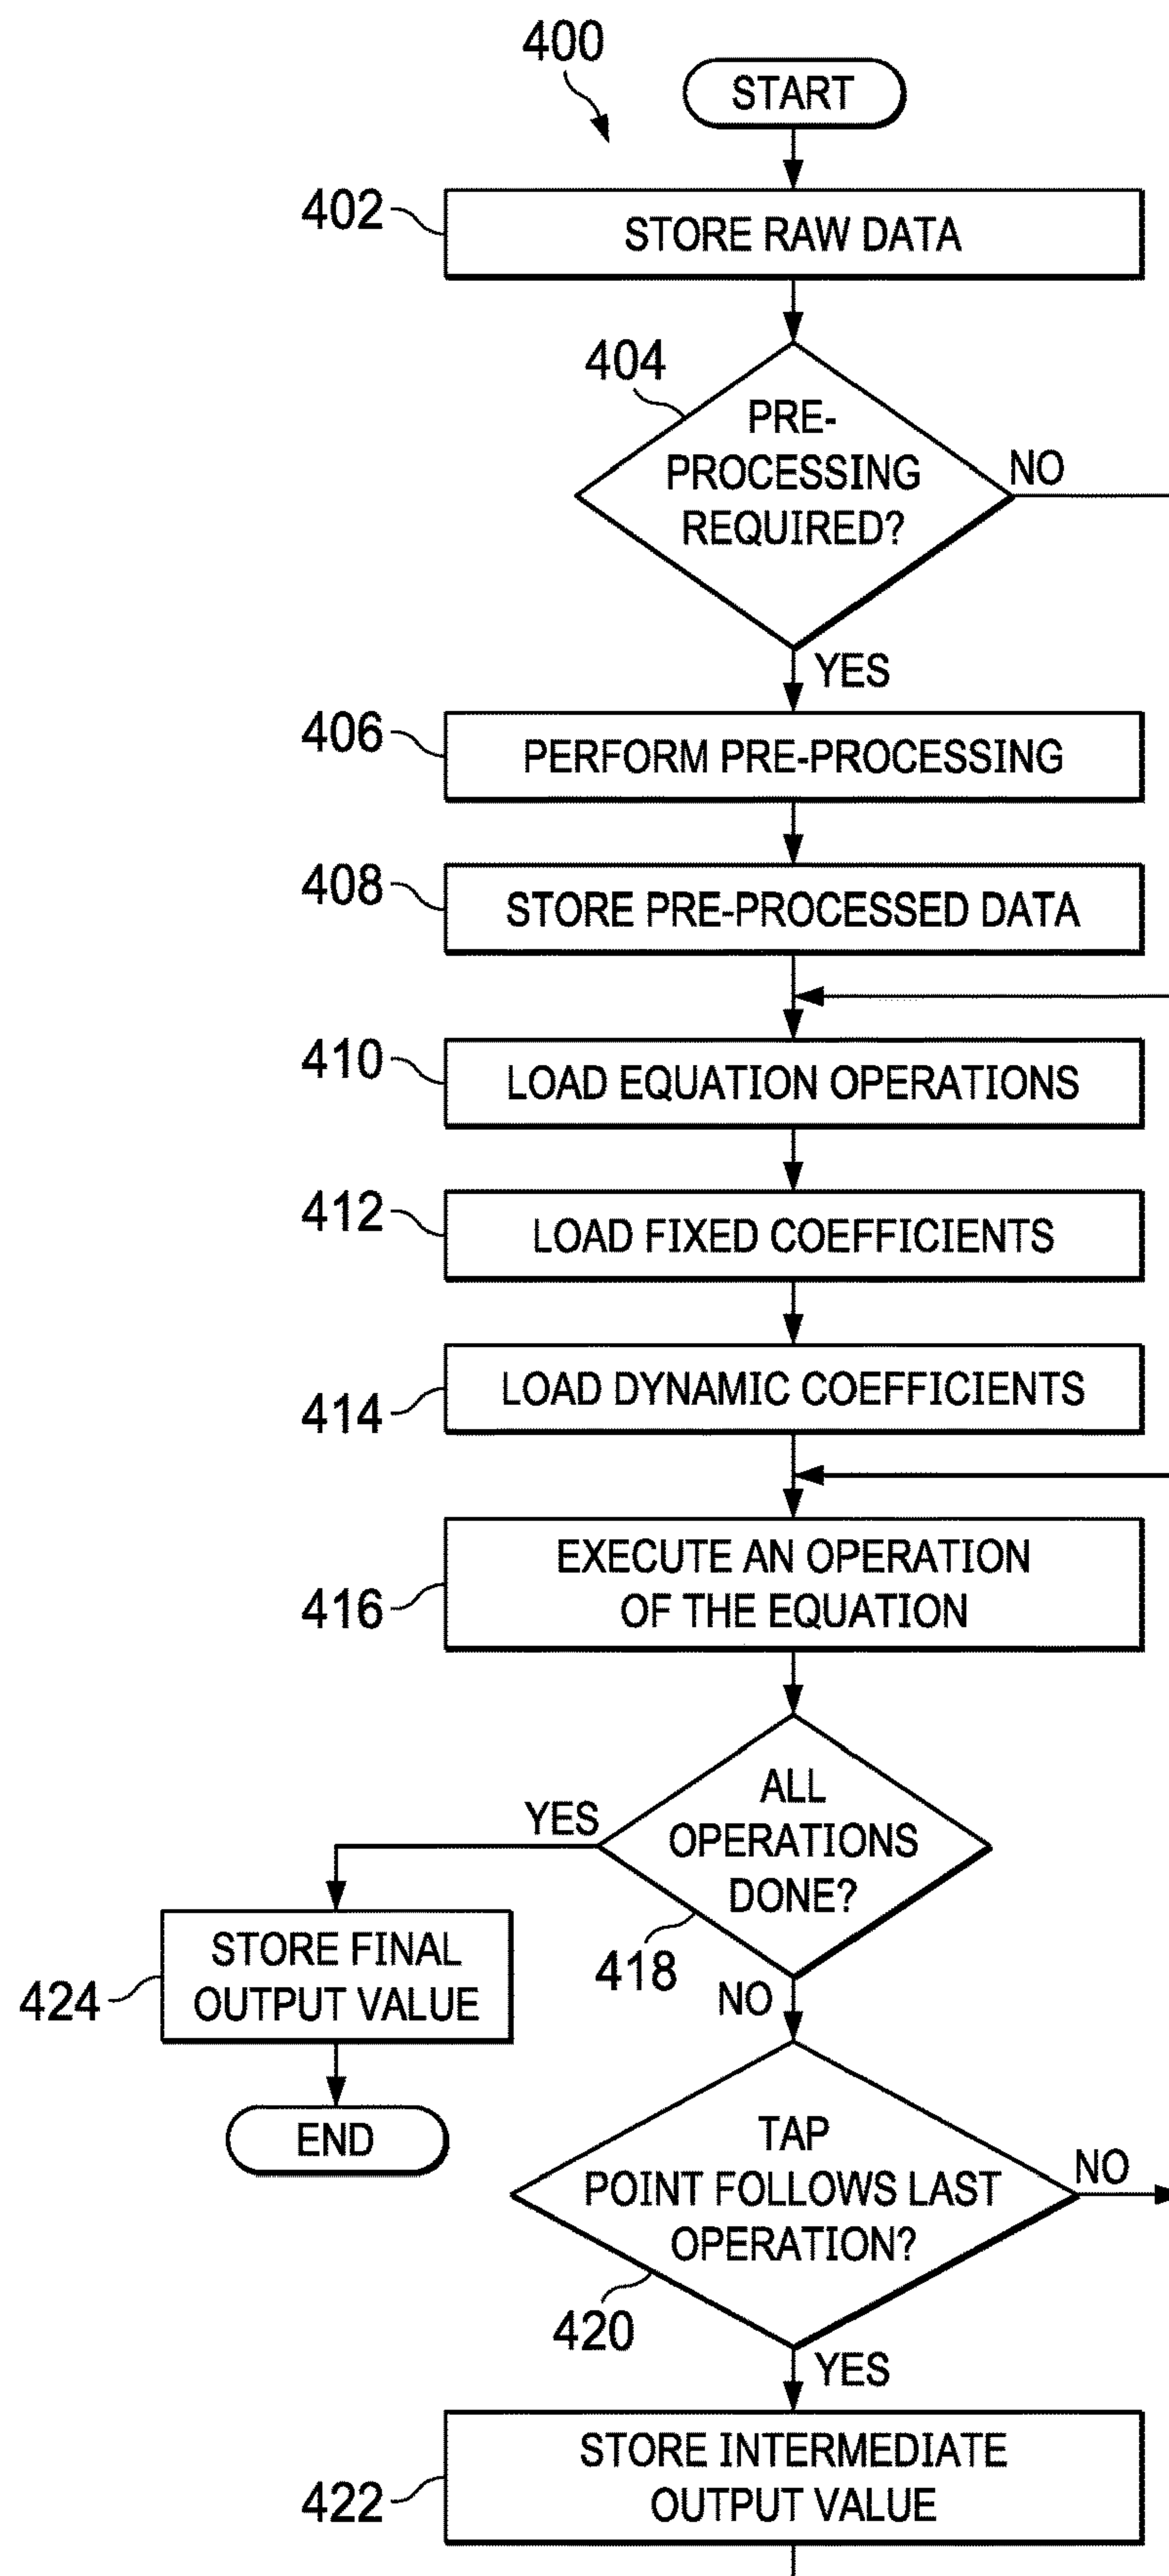 400
START
402
STORE RAW DATA
404
PRE-
PROCESSING
REQUIRED?
NO
YES
406
PERFORM PRE-PROCESSING
408
STORE PRE-PROCESSED DATA
410
LOAD EQUATION OPERATIONS
412
LOAD FIXED COEFFICIENTS
414
LOAD DYNAMIC COEFFICIENTS
416
EXECUTE AN OPERATION
OF THE EQUATION
ALL
OPERATIONS
DONE?
YES
418
NO
424
STORE FINAL
OUTPUT VALUE
END
TAP
POINT FOLLOWS LAST
OPERATION?
NO
420
YES
422
STORE INTERMEDIATE
OUTPUT VALUE